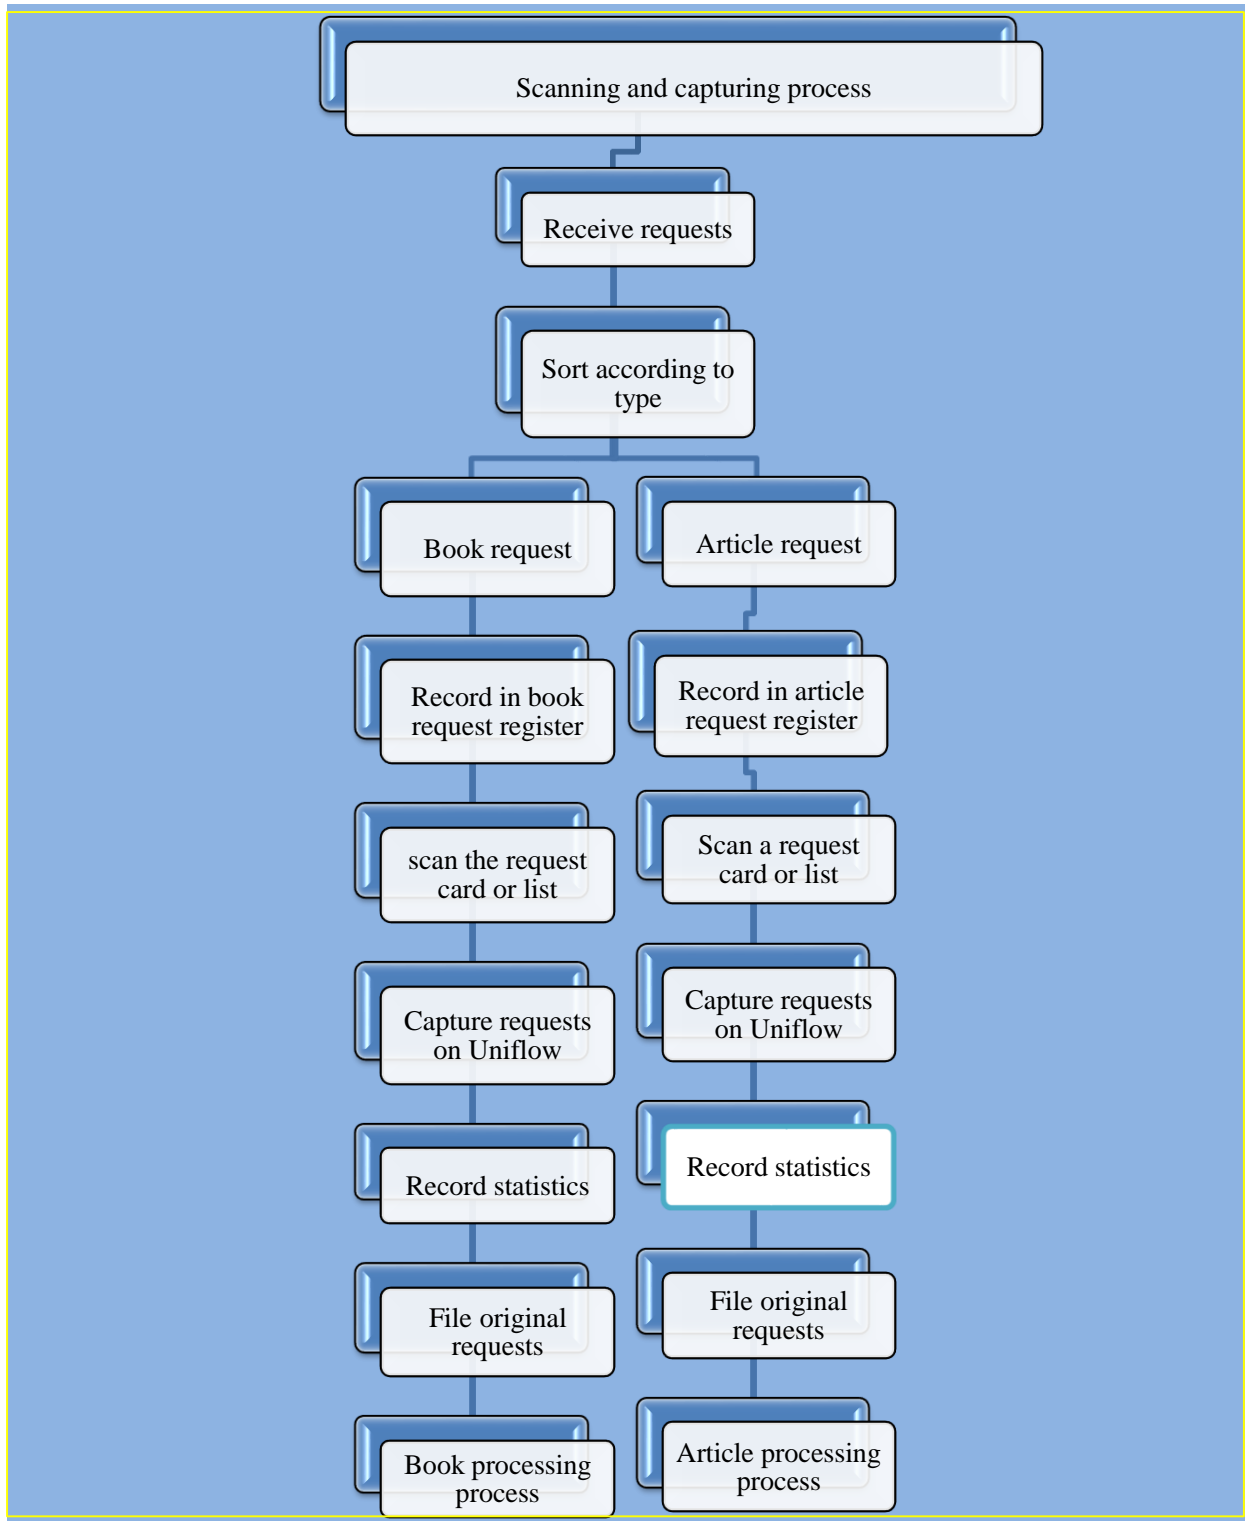 Scanning and capturing process
Receive requests
Sort according to
type
Book request
Article request
Record in book
request register
Record in article
request register
scan the request
card or list
Scan a request
card or list
Capture requests
on Uniflow
Capture requests
on Uniflow
Record statistics
Record statistics
File original
requests
File original
requests
Book processing
process
Article processing
process